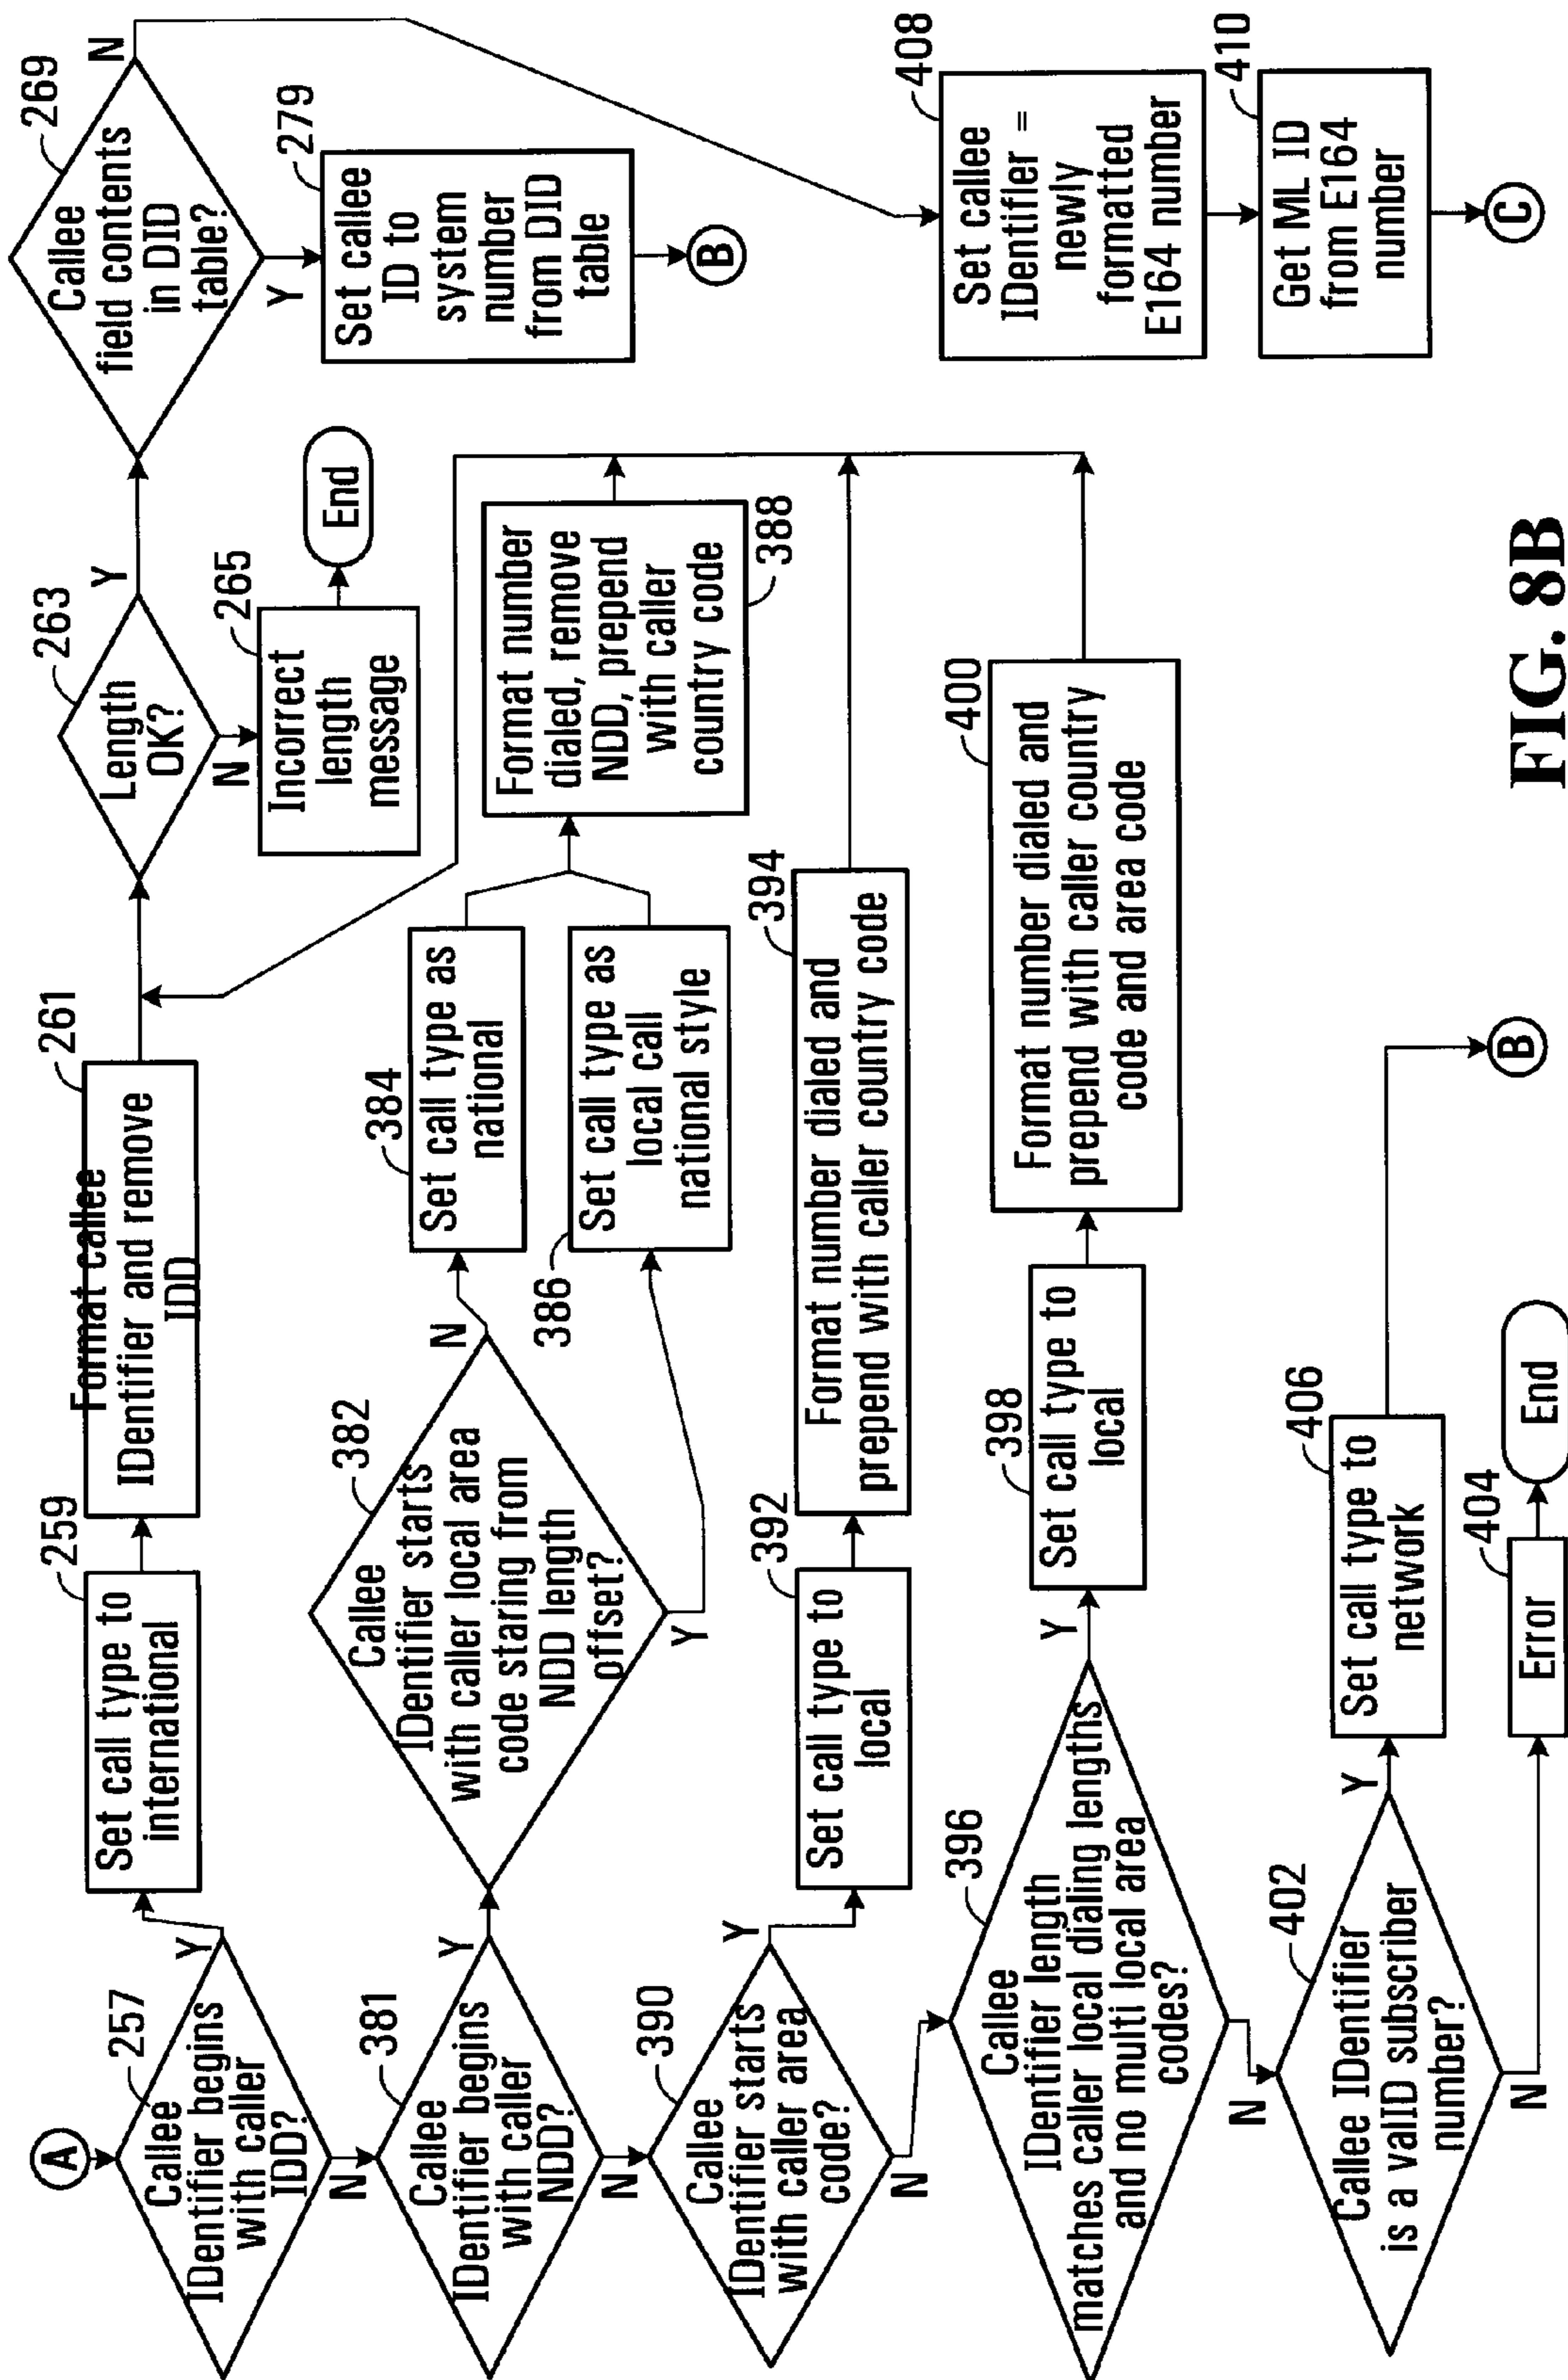 A
257
Callee
IDentifier begins
with caller
IDD?
Y
N
259
Set call type to
international
261
Format callee
IDentifier and remove
IDD
263
Length
OK?
Y
N
265
Incorrect
length
message
End
269
Callee
field contents
in DID
table?
N
Y
279
Set callee
ID to
system
number
from DID
table
B
381
Callee
IDentifier begins
with caller
NDD?
Y
N
382
Callee
IDentifier starts
with caller local area
code staring from
NDD length
offset?
N
Y
384
Set call type as
national
386
Set call type as
local call
national style
Format number
dialed, remove
NDD, prepend
with caller
country code
388
390
Callee
IDentifier starts
with caller area
code?
Y
N
392
Set call type to
local
394
Format number dialed and
prepend with caller country code
396
Callee
IDentifier length
matches caller local dialing lengths
and no multi local area
codes?
Y
N
398
Set call type to
local
400
Format number dialed and
prepend with caller country
code and area code
408
Set callee
IDentifier =
newly
formatted
E164 number
410
Get ML ID
from E164
number
C
402
Callee IDentifier
is a valID subscriber
number?
Y
N
406
Set call type to
network
B
404
Error
End
FIG. 8B